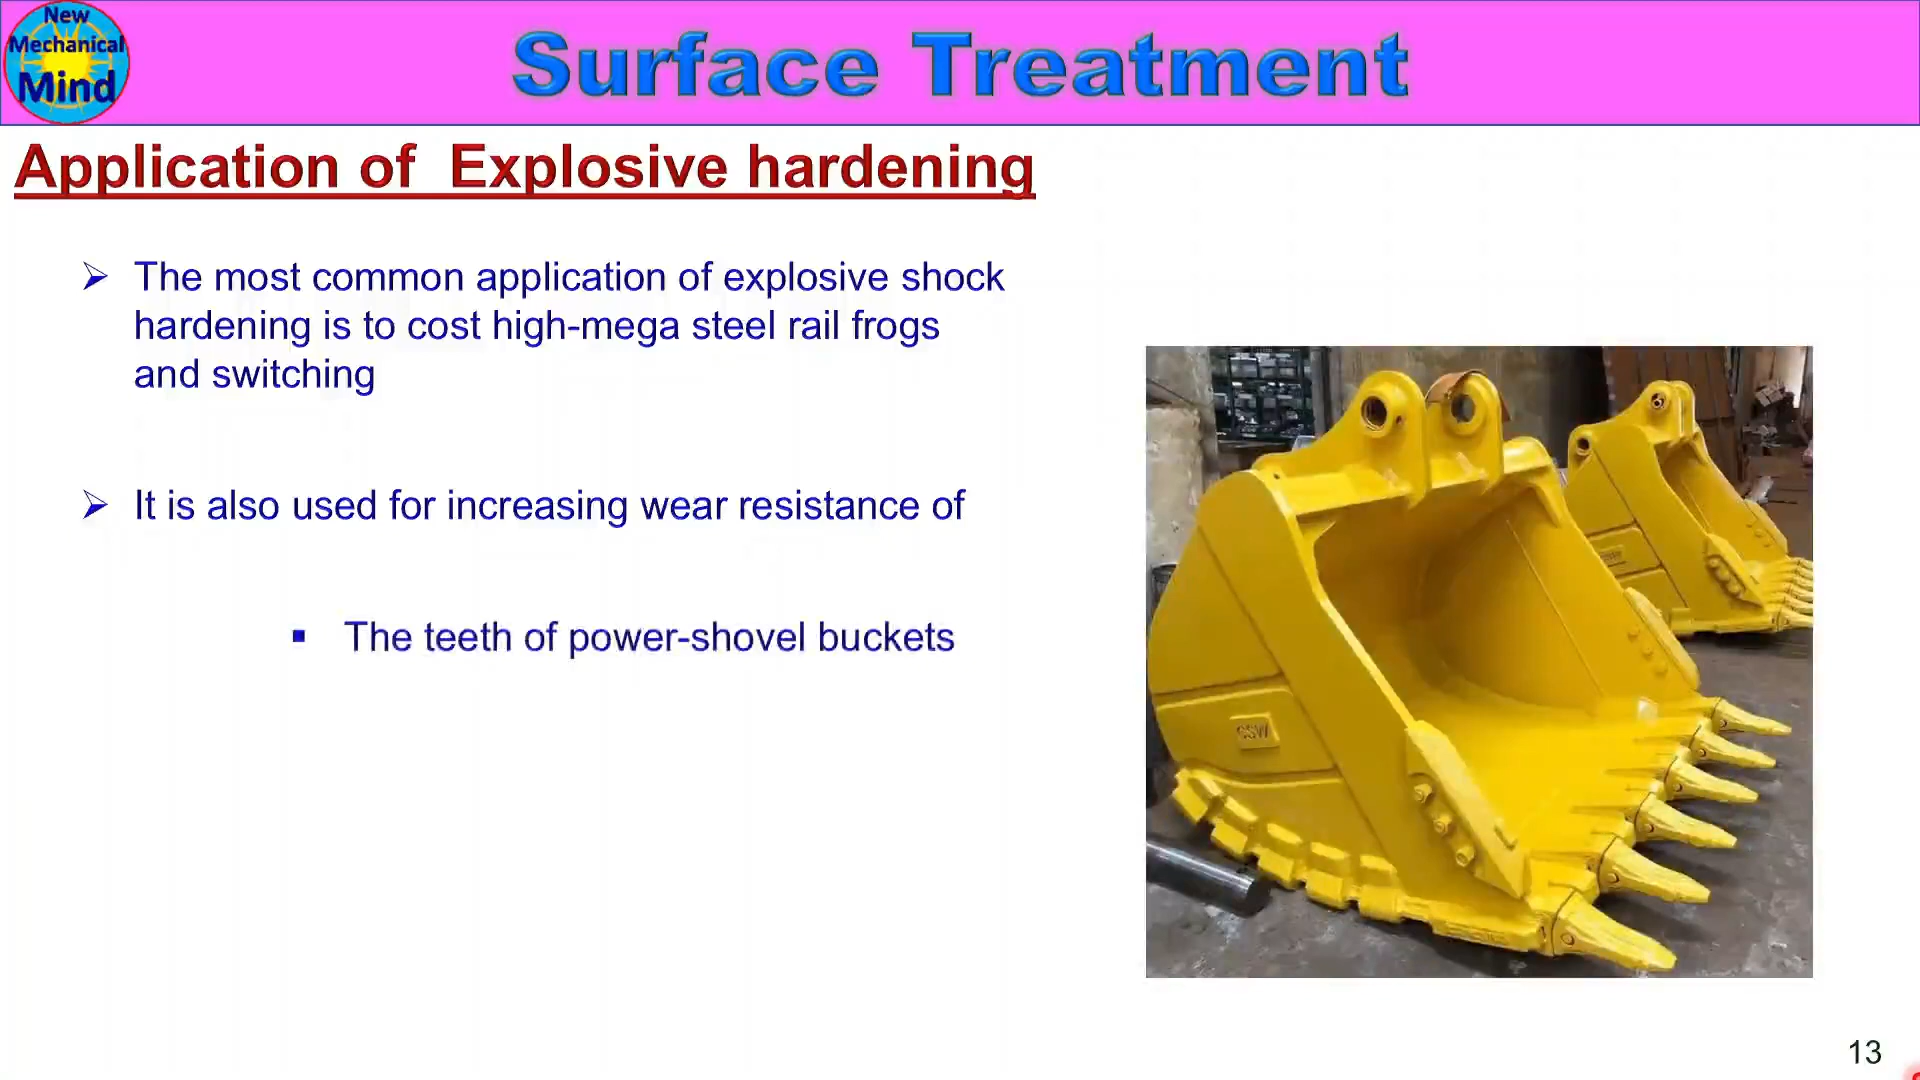 New
Mechanical
Mind
Surface Treatment
Application of Explosive hardening
The most common application of explosive shock
hardening is to cost high-mega steel rail frogs
and switching
It is also used for increasing wear resistance of
The teeth of power-shovel buckets
CSW
13